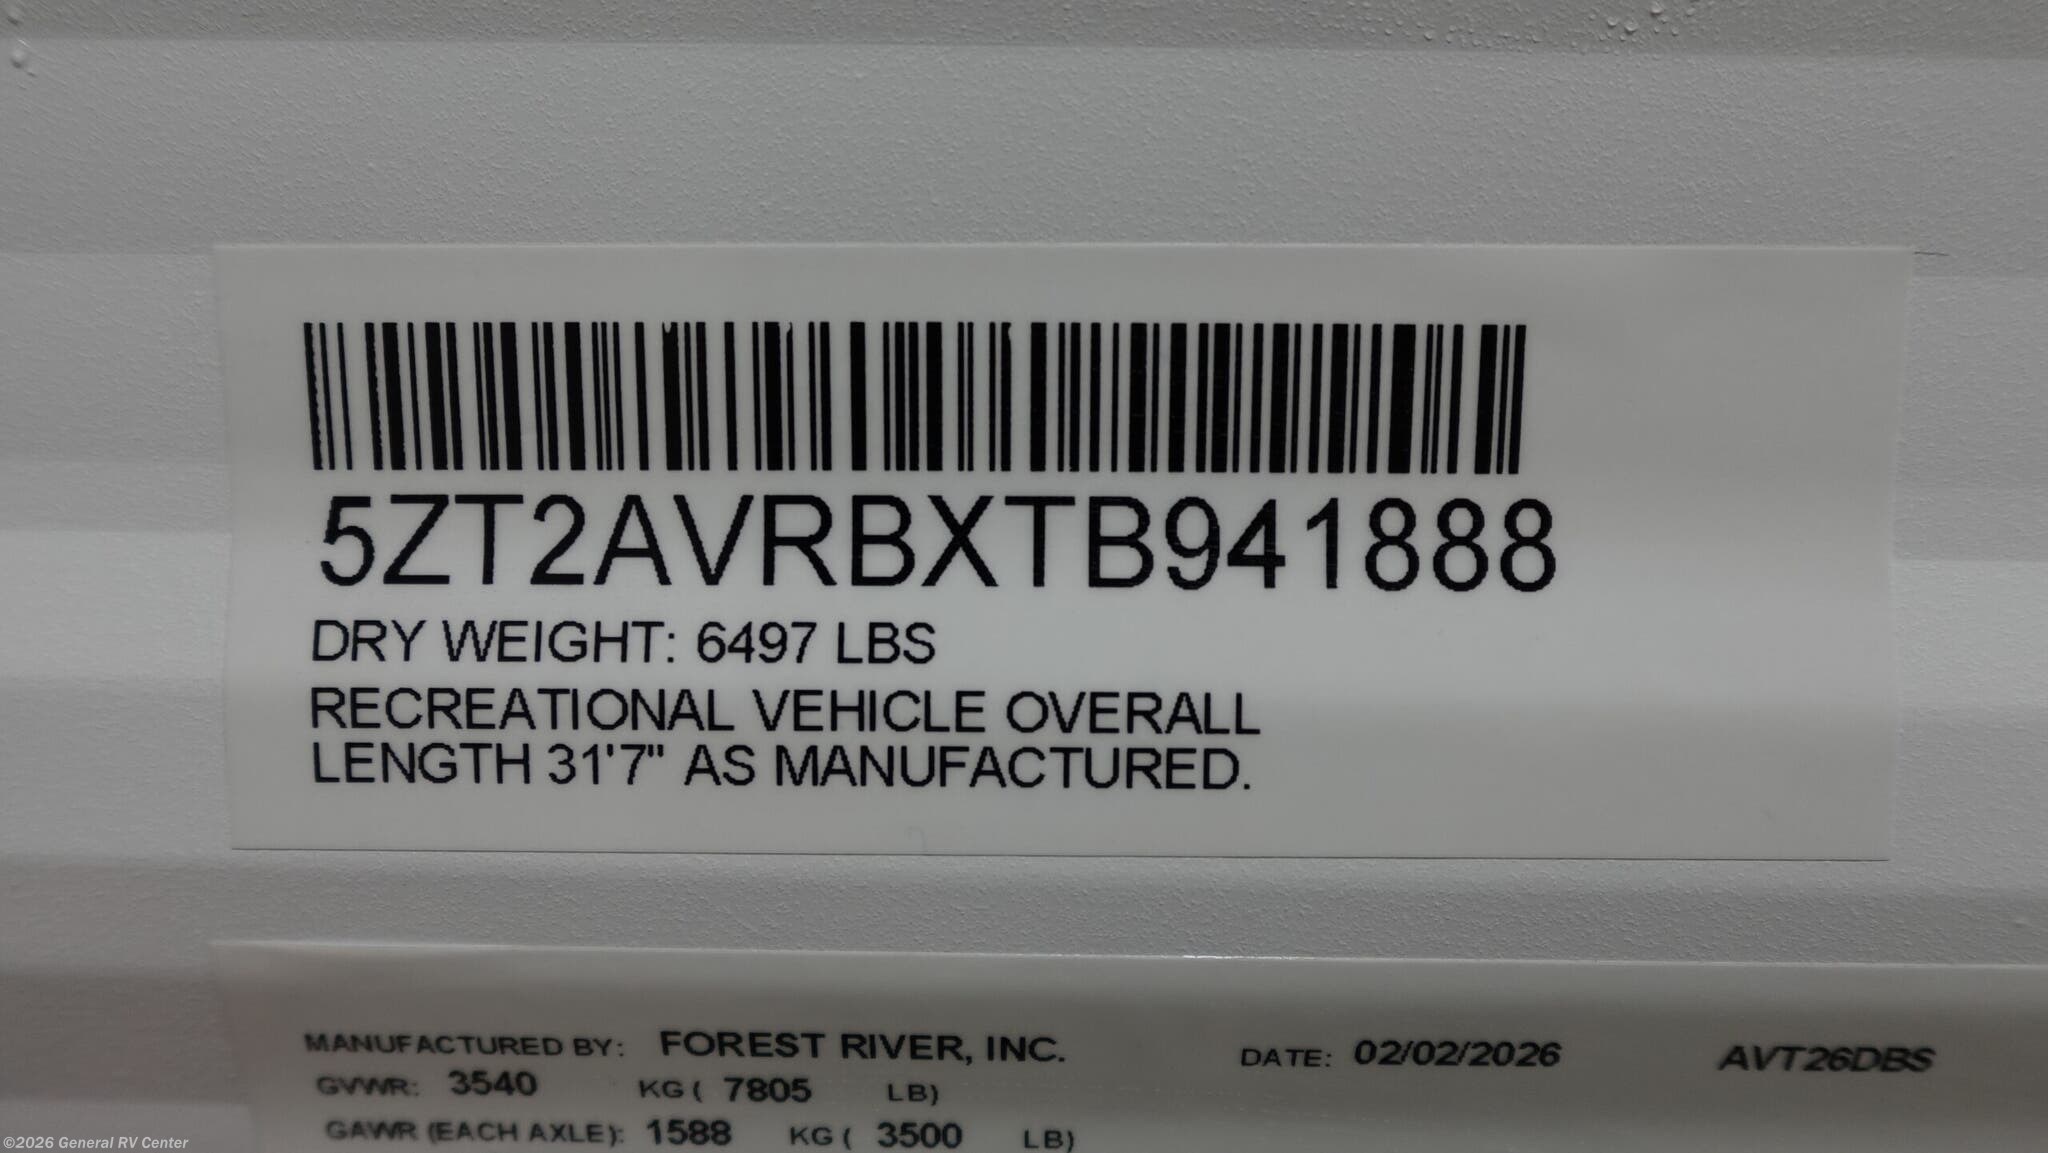 5ZT2AVRBXTB941888
DRY WEIGHT: 6497 LBS
RECREATIONAL VEHICLE OVERALL
LENGTH 31'7" AS MANUFACTURED.
MANUFACTURED BY: FOREST RIVER, INC. DATE: 02/02/2026 AVT26DBS
GVWR: 3540 KG ( 7805 LB)
GAWR (EACH AXLE): 1588 KG ( 3500 LB)
©2026 General RV Center